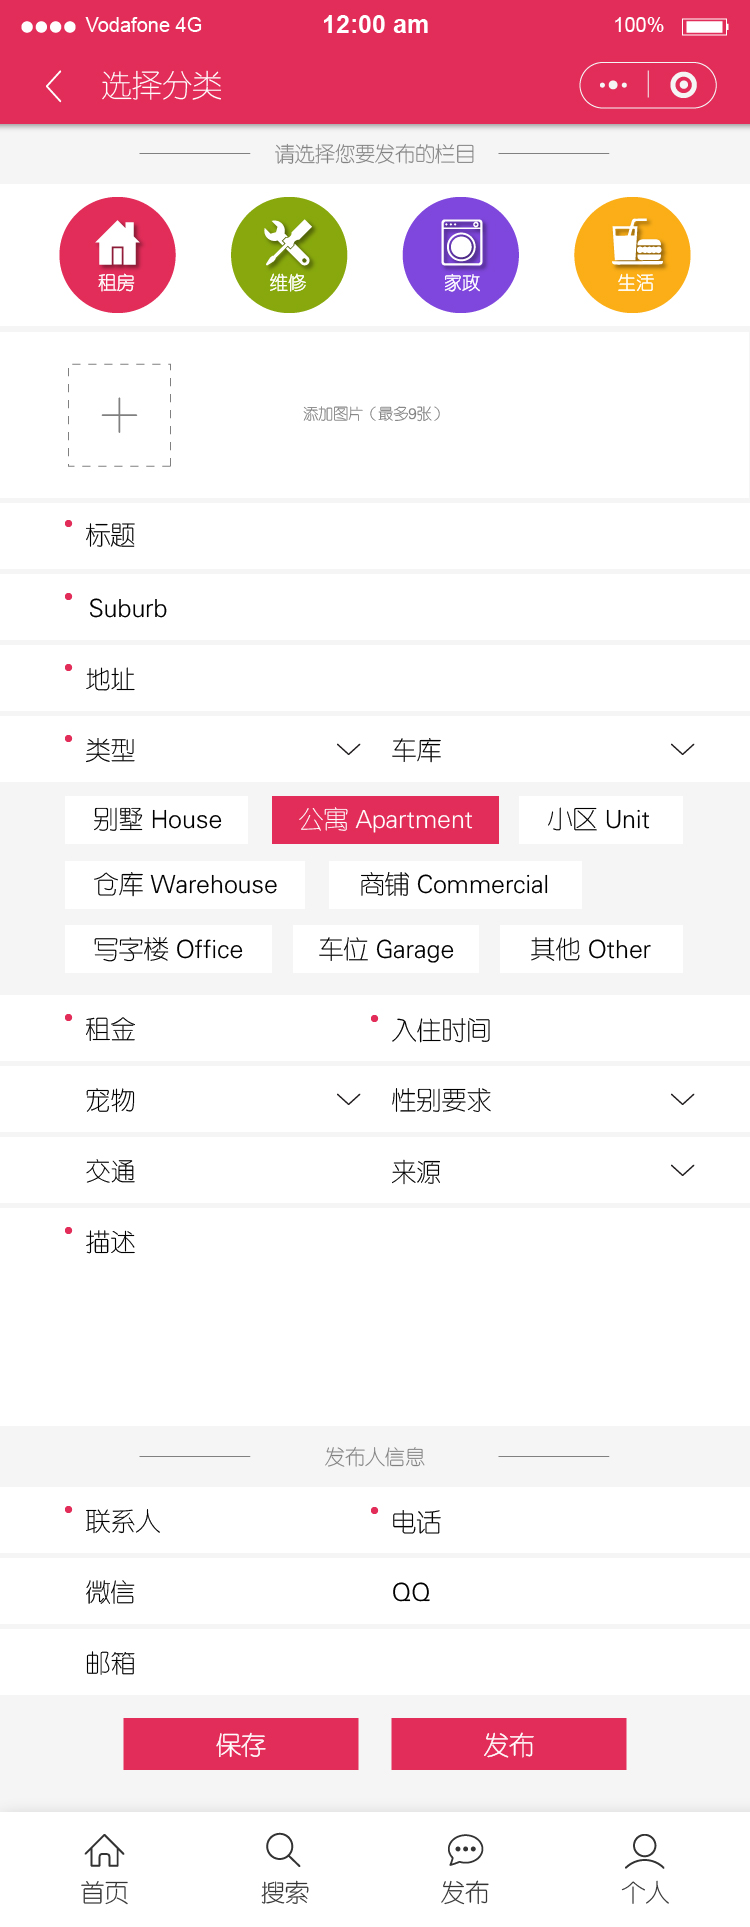 Vodafone 4G 12:00 am 100%
选择分类
请选择您要发布的栏目
租房 维修 家政 生活
添加图片（最多9张）
标题
Suburb
地址
类型 车库
别墅 House 公寓 Apartment 小区 Unit
仓库 Warehouse 商铺 Commercial
写字楼 Office 车位 Garage 其他 Other
租金 入住时间
宠物 性别要求
交通 来源
描述
发布人信息
联系人 电话
微信 QQ
邮箱
保存 发布
首页 搜索 发布 个人